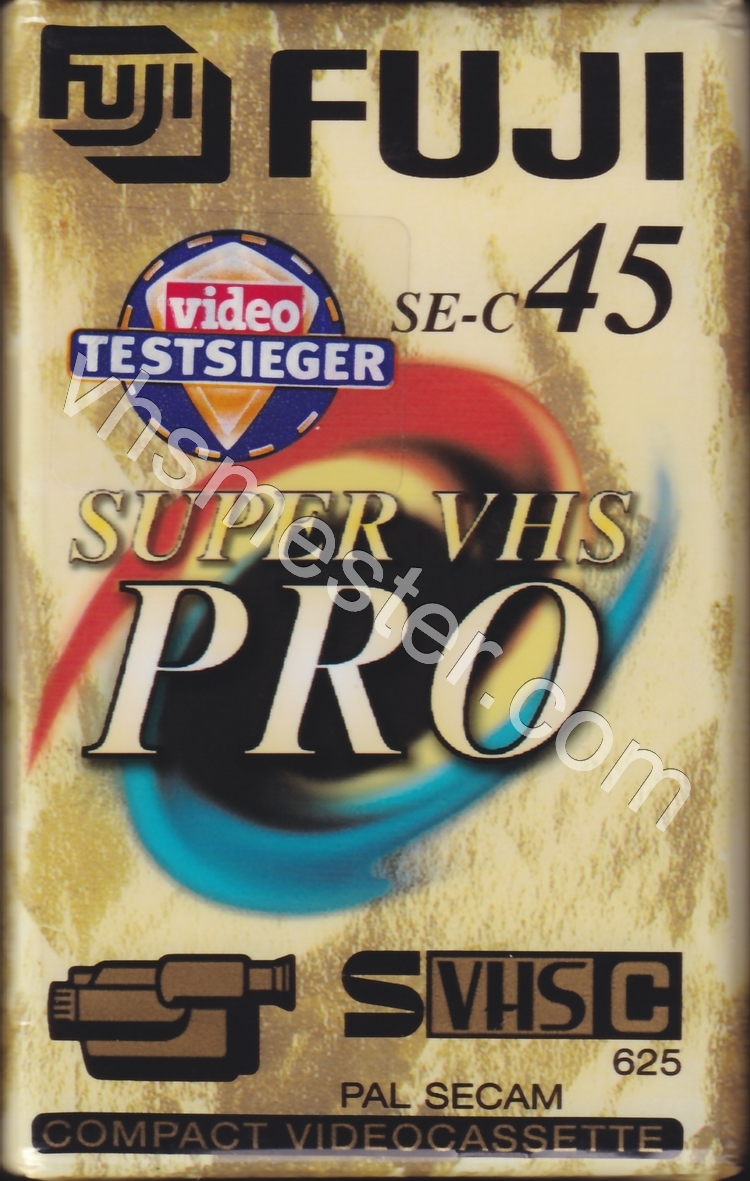 FUJI FUJI
SE-C 45
video
TESTSIEGER
SUPER VHS
PRO
vhsmester.com
S VHS C
625
PAL SECAM
COMPACT VIDEOCASSETTE